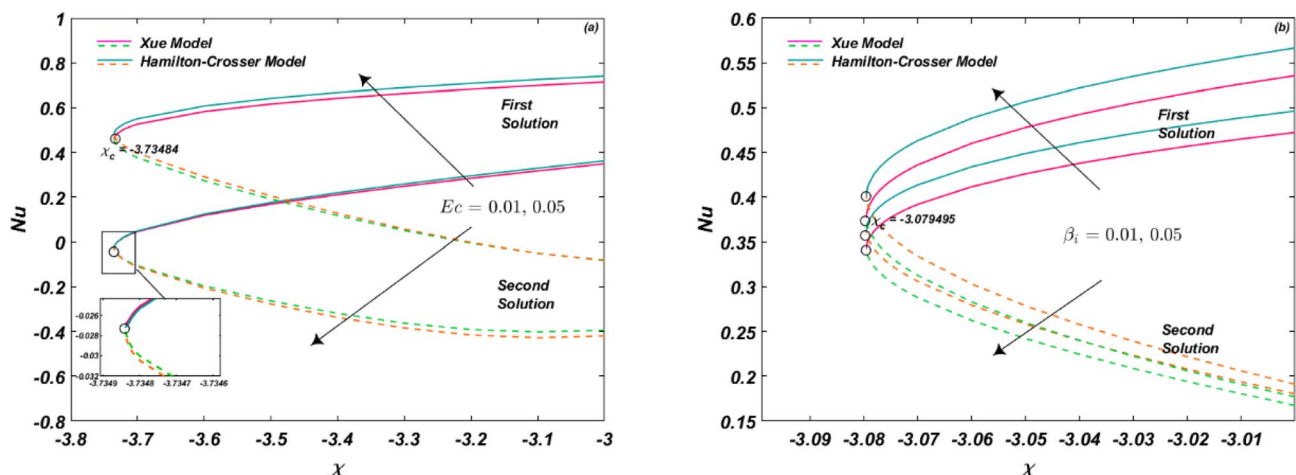 (a)
Xue Model
Hamilton-Crosser Model
First
Solution
χc = -3.73484
Ec = 0.01, 0.05
Second
Solution
-0.026
-0.028
-0.03
-0.032
-3.7349 -3.7348 -3.7347 -3.7346
1
0.8
0.6
0.4
0.2
0
-0.2
-0.4
-0.6
-0.8
Nu
-3.8 -3.7 -3.6 -3.5 -3.4 -3.3 -3.2 -3.1 -3
χ
(b)
Xue Model
Hamilton-Crosser Model
First
Solution
χc = -3.079495
βi = 0.01, 0.05
Second
Solution
0.6
0.55
0.5
0.45
0.4
0.35
0.3
0.25
0.2
0.15
Nu
-3.09 -3.08 -3.07 -3.06 -3.05 -3.04 -3.03 -3.02 -3.01
χ